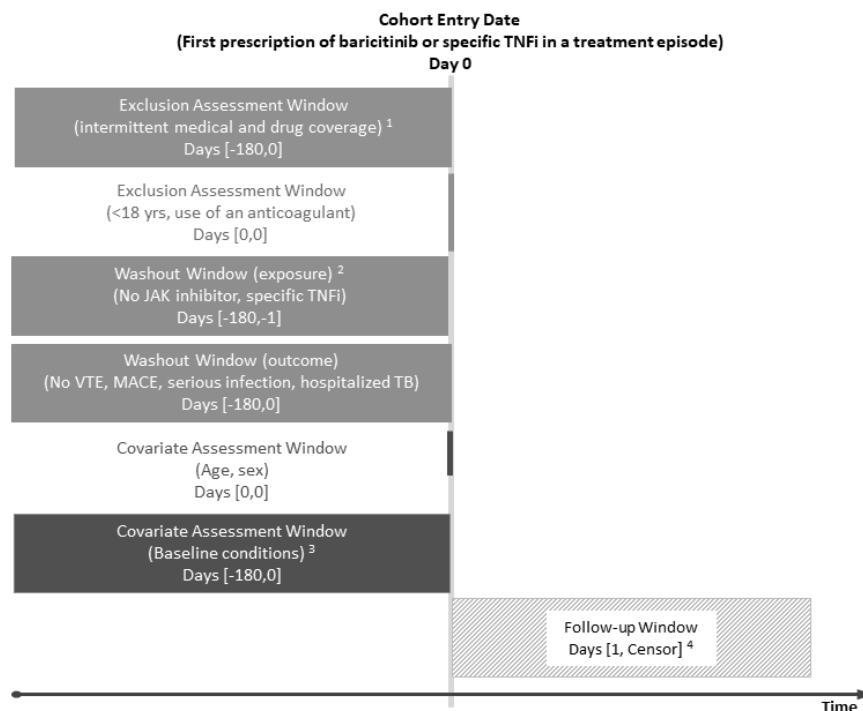 Cohort Entry Date
(First prescription of baricitinib or specific TNFi in a treatment episode)
Day 0
Exclusion Assessment Window
(intermittent medical and drug coverage) 1
Days [-180,0]
Exclusion Assessment Window
(<18 yrs, use of an anticoagulant)
Days [0,0]
Washout Window (exposure) 2
(No JAK inhibitor, specific TNFi)
Days [-180,-1]
Washout Window (outcome)
(No VTE, MACE, serious infection, hospitalized TB)
Days [-180,0]
Covariate Assessment Window
(Age, sex)
Days [0,0]
Covariate Assessment Window
(Baseline conditions) 3
Days [-180,0]
Follow-up Window
Days [1, Censor] 4
Time